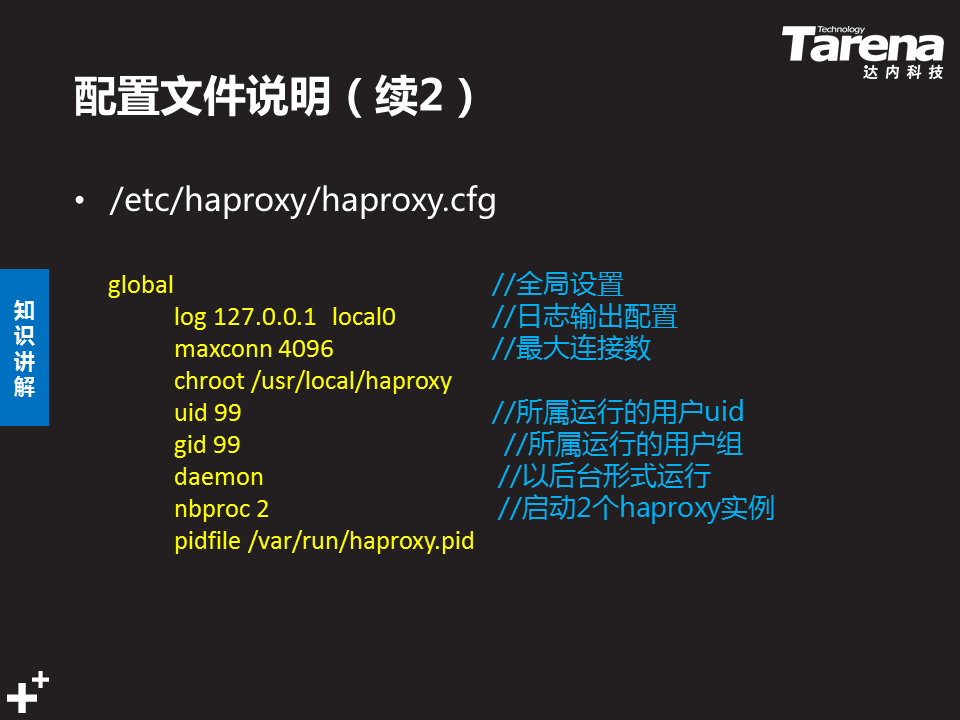 Technology
Tarena
达内科技
配置文件说明（续2）
• /etc/haproxy/haproxy.cfg
知识讲解
global //全局设置
log 127.0.0.1 local0 //日志输出配置
maxconn 4096 //最大连接数
chroot /usr/local/haproxy
uid 99 //所属运行的用户uid
gid 99 //所属运行的用户组
daemon //以后台形式运行
nbproc 2 //启动2个haproxy实例
pidfile /var/run/haproxy.pid